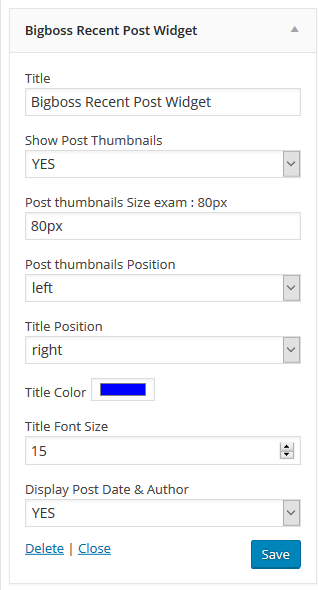 Bigboss Recent Post Widget
Title
Bigboss Recent Post Widget
Show Post Thumbnails
YES
Post thumbnails Size exam : 80px
80px
Post thumbnails Position
left
Title Position
right
Title Color
Title Font Size
15
Display Post Date & Author
YES
Delete | Close Save